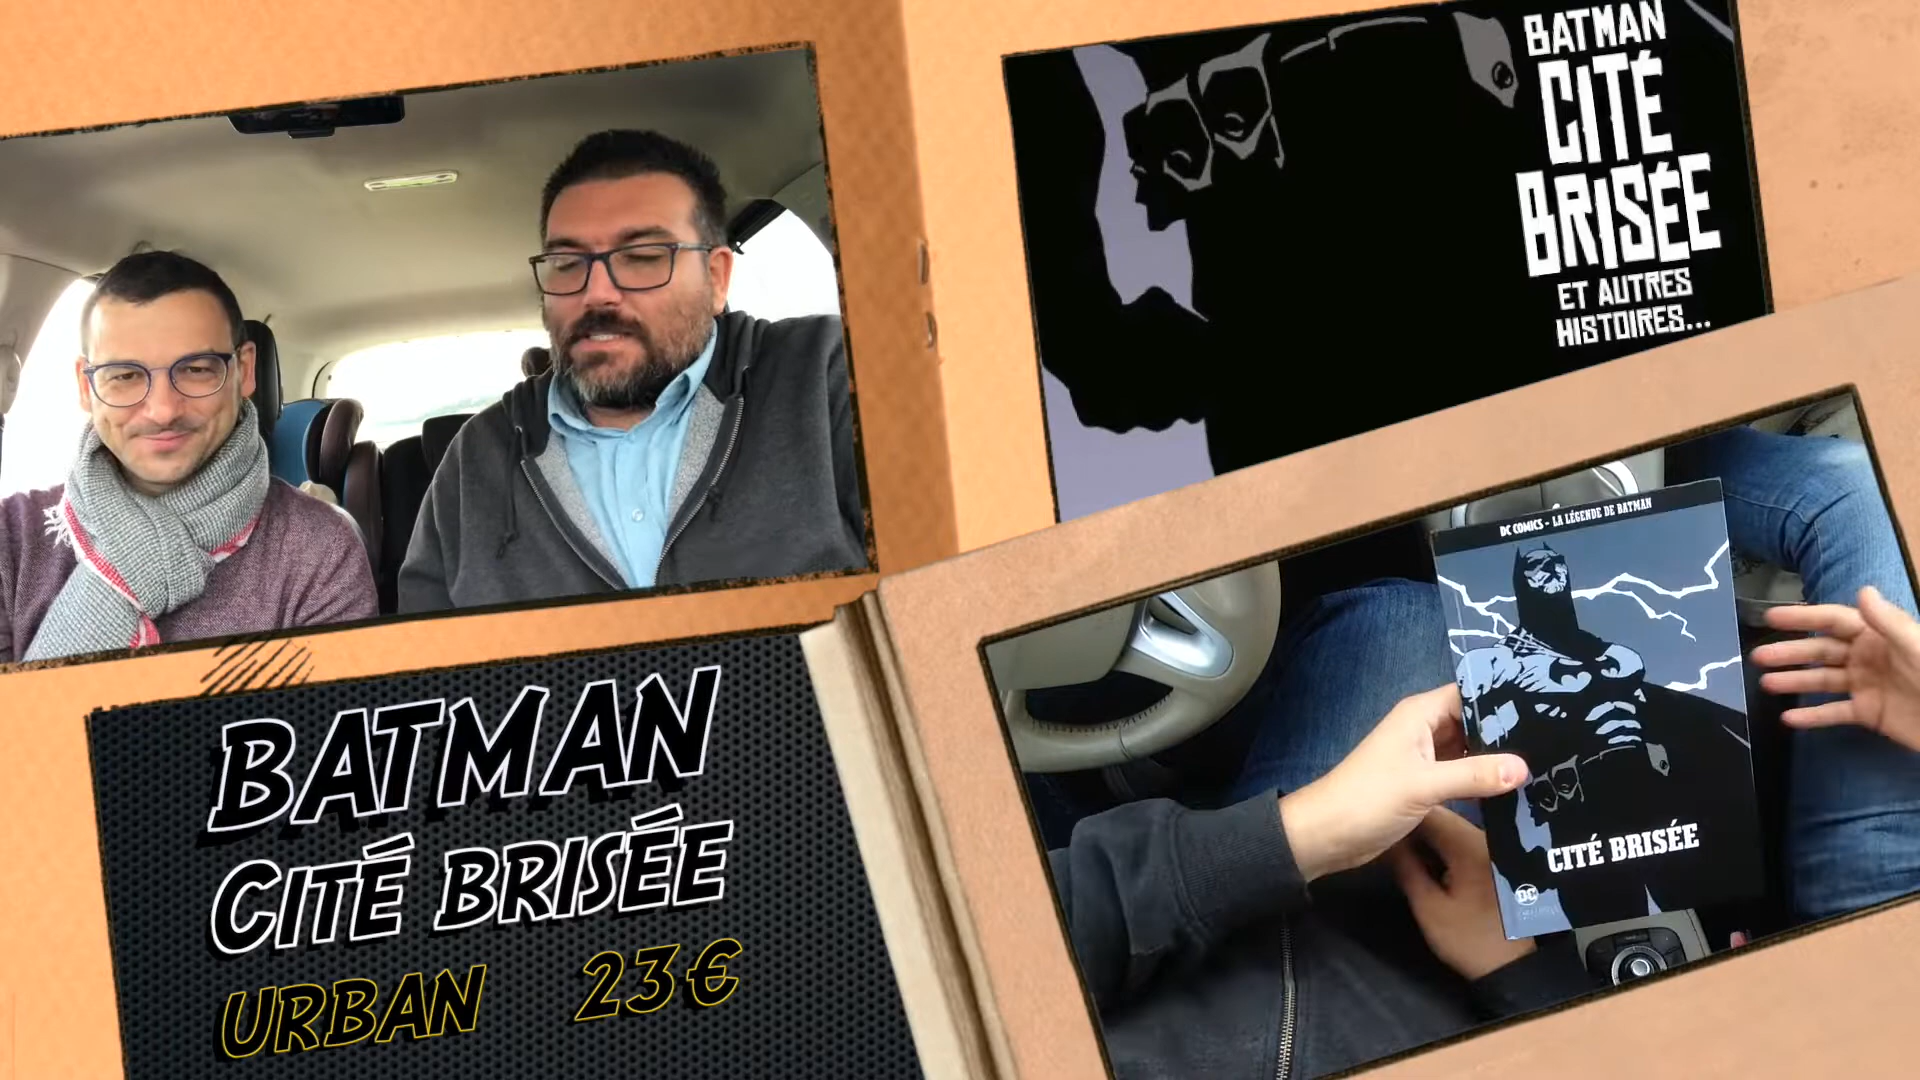 BATMAN
CITÉ
BRISÉE
ET AUTRES
HISTOIRES...
DC COMICS - LA LÉGENDE DE BATMAN
CITÉ BRISÉE
DC
BATMAN
CITÉ BRISÉE
URBAN 23€